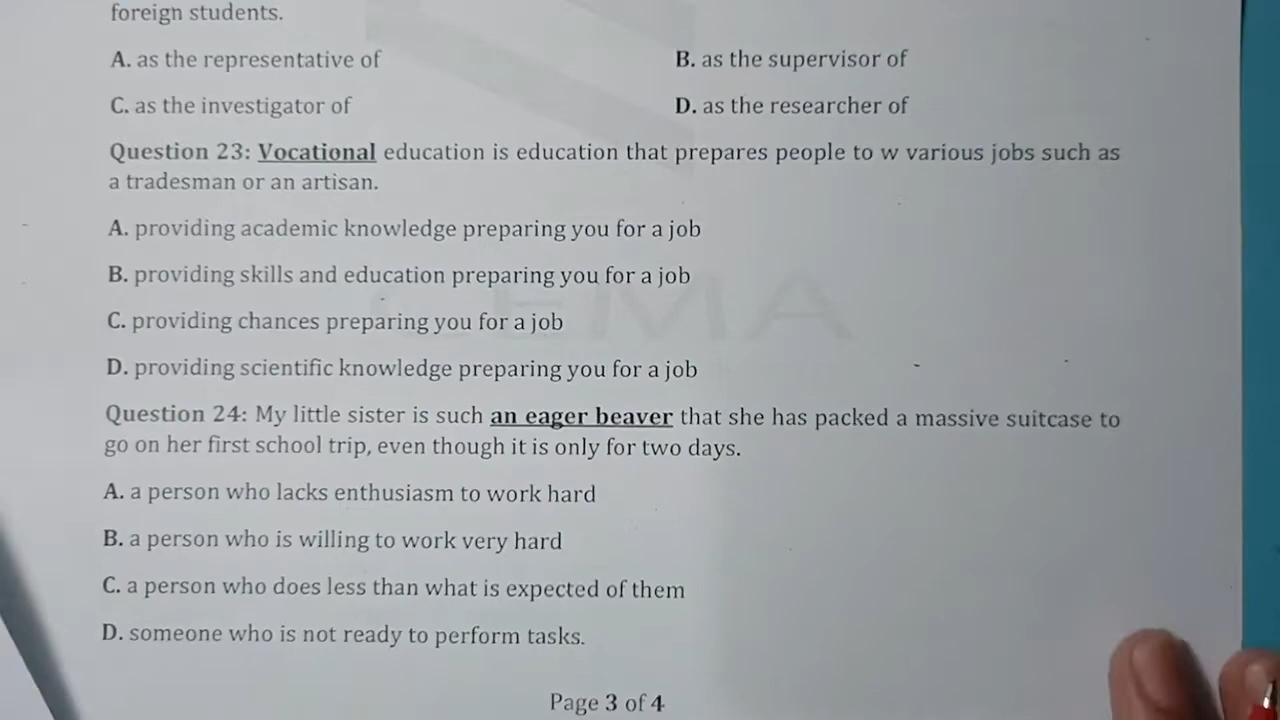 foreign students.
A. as the representative of
B. as the supervisor of
C. as the investigator of
D. as the researcher of
Question 23: Vocational education is education that prepares people to w various jobs such as
a tradesman or an artisan.
A. providing academic knowledge preparing you for a job
B. providing skills and education preparing you for a job
C. providing chances preparing you for a job
D. providing scientific knowledge preparing you for a job
Question 24: My little sister is such an eager beaver that she has packed a massive suitcase to
go on her first school trip, even though it is only for two days.
A. a person who lacks enthusiasm to work hard
B. a person who is willing to work very hard
C. a person who does less than what is expected of them
D. someone who is not ready to perform tasks.
Page 3 of 4